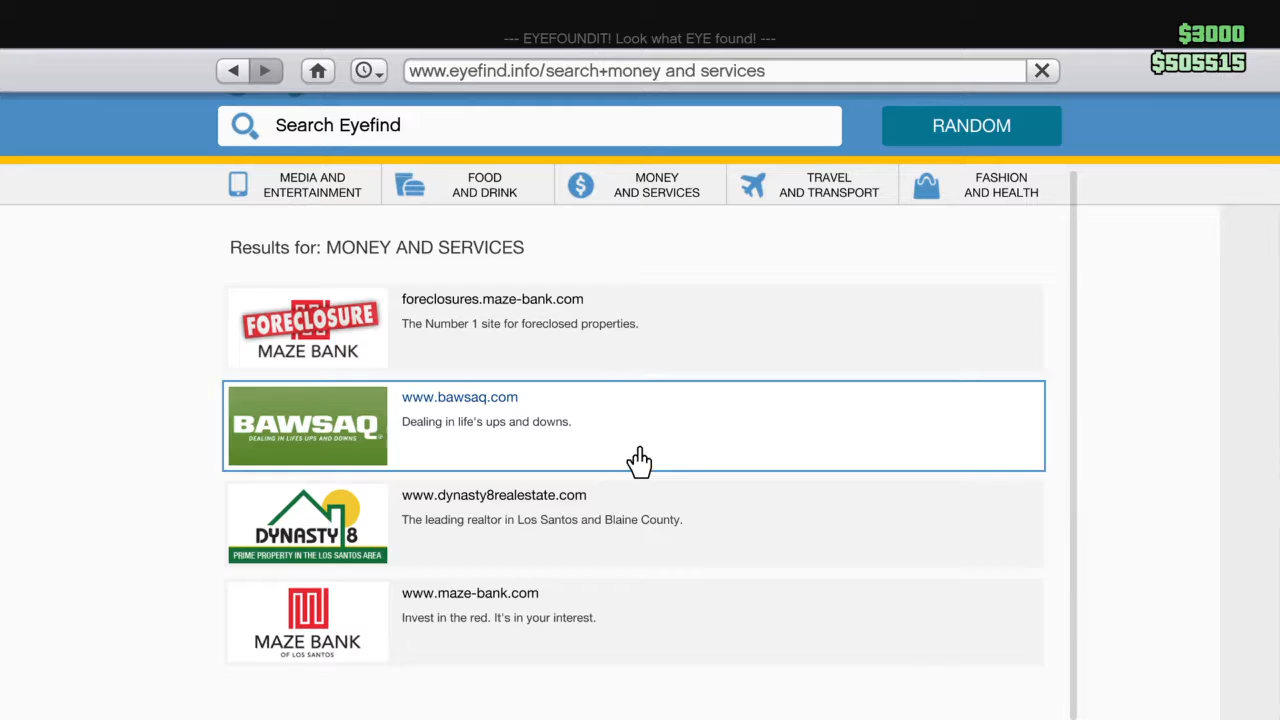 --- EYEFOUNDIT! Look what EYE found! ---
$3000
$505515
www.eyefind.info/search+money and services
Search Eyefind
RANDOM
MEDIA AND
ENTERTAINMENT
FOOD
AND DRINK
MONEY
AND SERVICES
TRAVEL
AND TRANSPORT
FASHION
AND HEALTH
Results for: MONEY AND SERVICES
FORECLOSURE
MAZE BANK
foreclosures.maze-bank.com
The Number 1 site for foreclosed properties.
BAWSAQ
DEALING IN LIFES UPS AND DOWNS
www.bawsaq.com
Dealing in life's ups and downs.
DYNASTY 8
PRIME PROPERTY IN THE LOS SANTOS AREA
www.dynasty8realestate.com
The leading realtor in Los Santos and Blaine County.
MAZE BANK
OF LOS SANTOS
www.maze-bank.com
Invest in the red. It's in your interest.